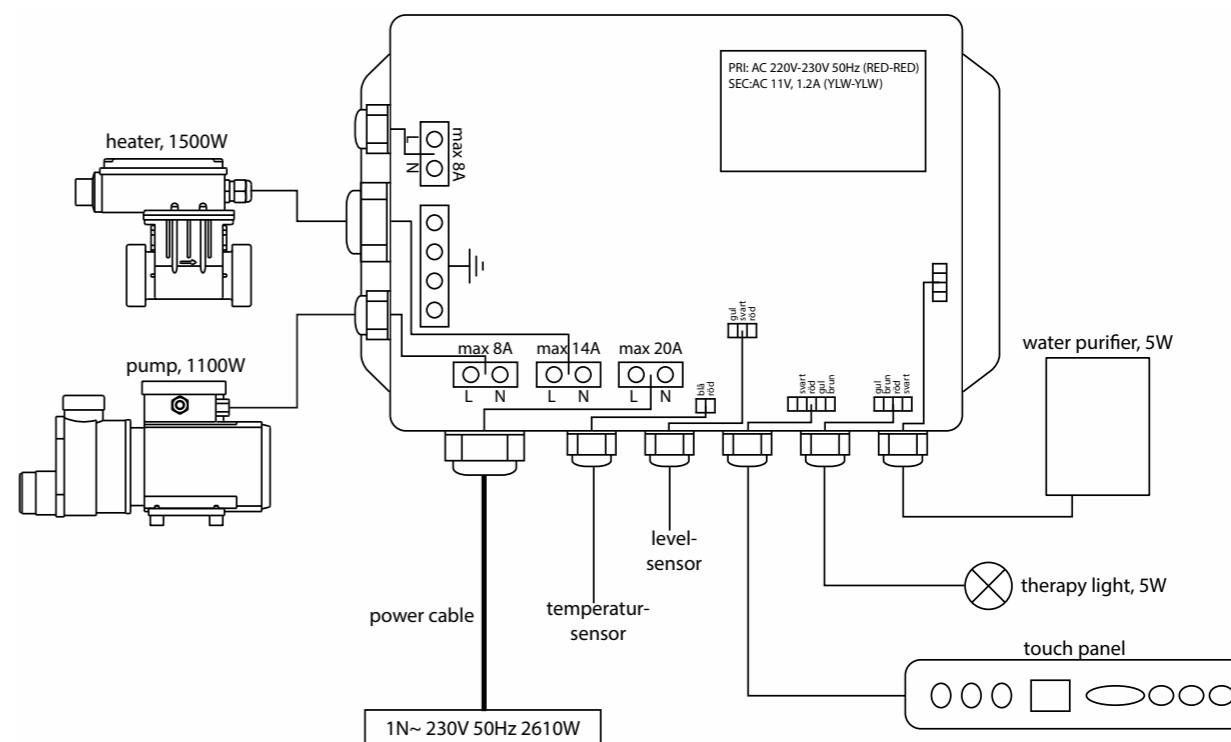 PRI: AC 220V-230V 50Hz (RED-RED)
SEC:AC 11V, 1.2A (YLW-YLW)
heater, 1500W
L
N
max 8A
pump, 1100W
max 8A
L N
max 14A
L N
max 20A
L N
blå
röd
gul
svart
röd
svart
röd
gul
brun
gul
brun
röd
svart
water purifier, 5W
level-
sensor
temperatur-
sensor
power cable
therapy light, 5W
touch panel
1N~ 230V 50Hz 2610W